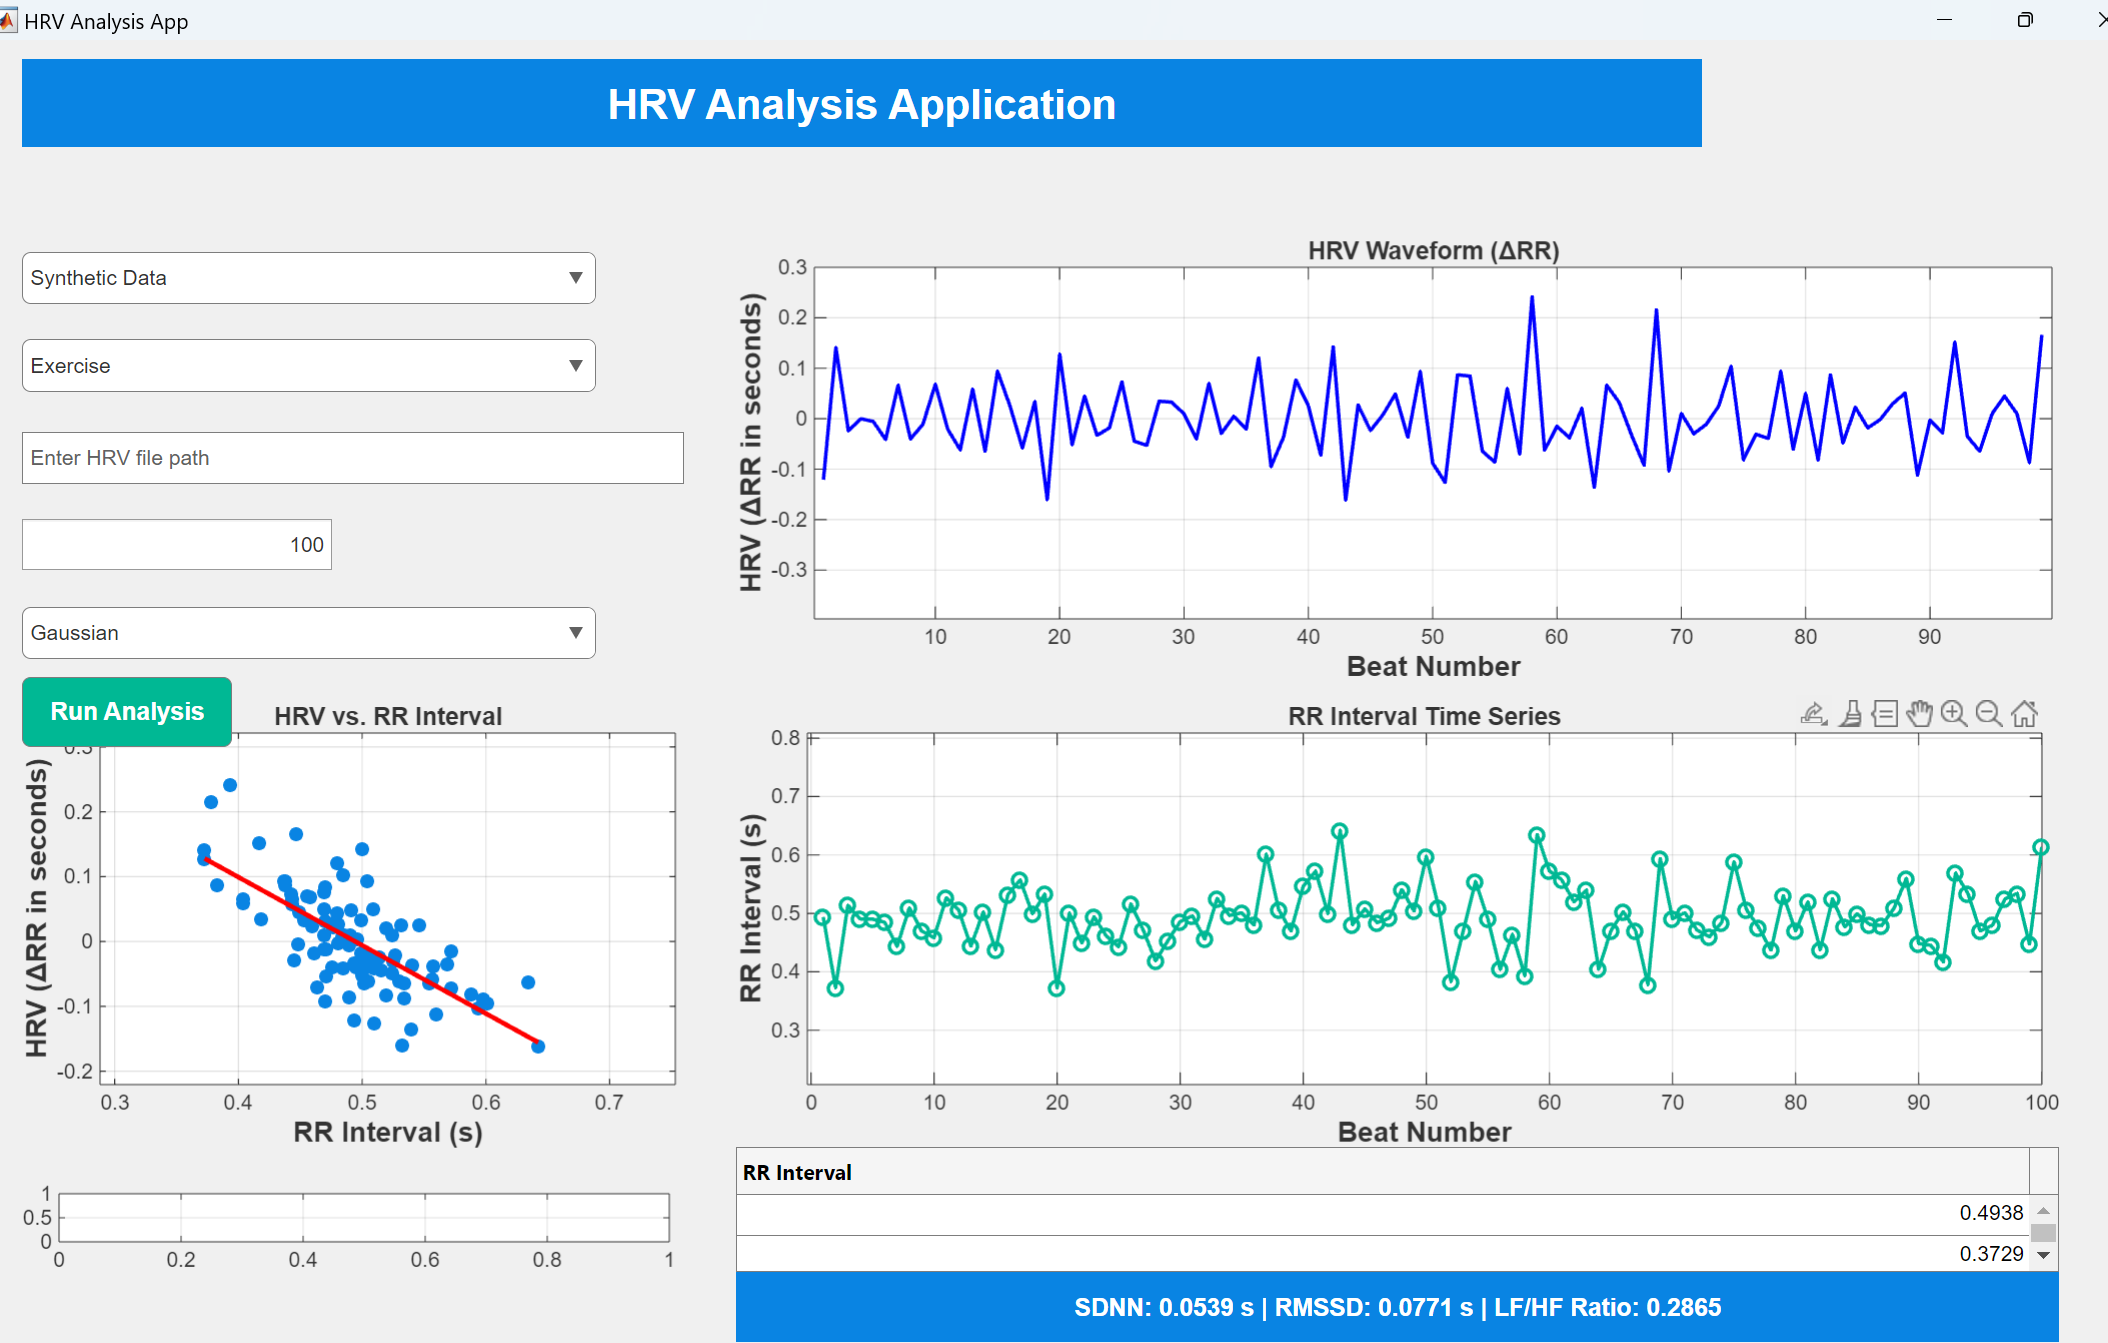 HRV Analysis App
HRV Analysis Application
Synthetic Data
Exercise
Enter HRV file path
100
Gaussian
Run Analysis
HRV Waveform (ΔRR)
HRV (ΔRR in seconds)
0.3
0.2
0.1
0
-0.1
-0.2
-0.3
10 20 30 40 50 60 70 80 90
Beat Number
HRV vs. RR Interval
HRV (ΔRR in seconds)
0.3
0.2
0.1
0
-0.1
-0.2
0.3 0.4 0.5 0.6 0.7
RR Interval (s)
RR Interval Time Series
RR Interval (s)
0.8
0.7
0.6
0.5
0.4
0.3
0 10 20 30 40 50 60 70 80 90 100
Beat Number
1
0.5
0
0 0.2 0.4 0.6 0.8 1
RR Interval
0.4938
0.3729
SDNN: 0.0539 s | RMSSD: 0.0771 s | LF/HF Ratio: 0.2865